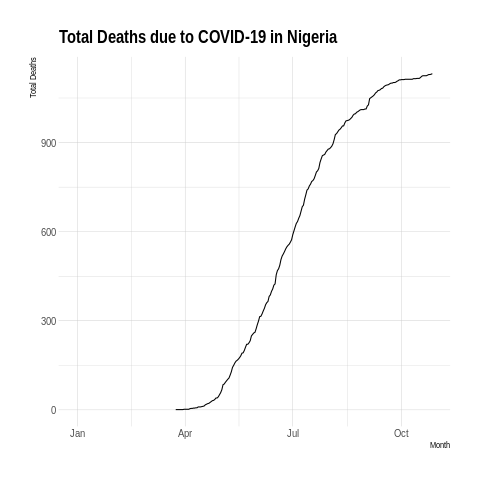 Total Deaths due to COVID-19 in Nigeria
Total Deaths
900
600
300
0
Jan Apr Jul Oct
Month